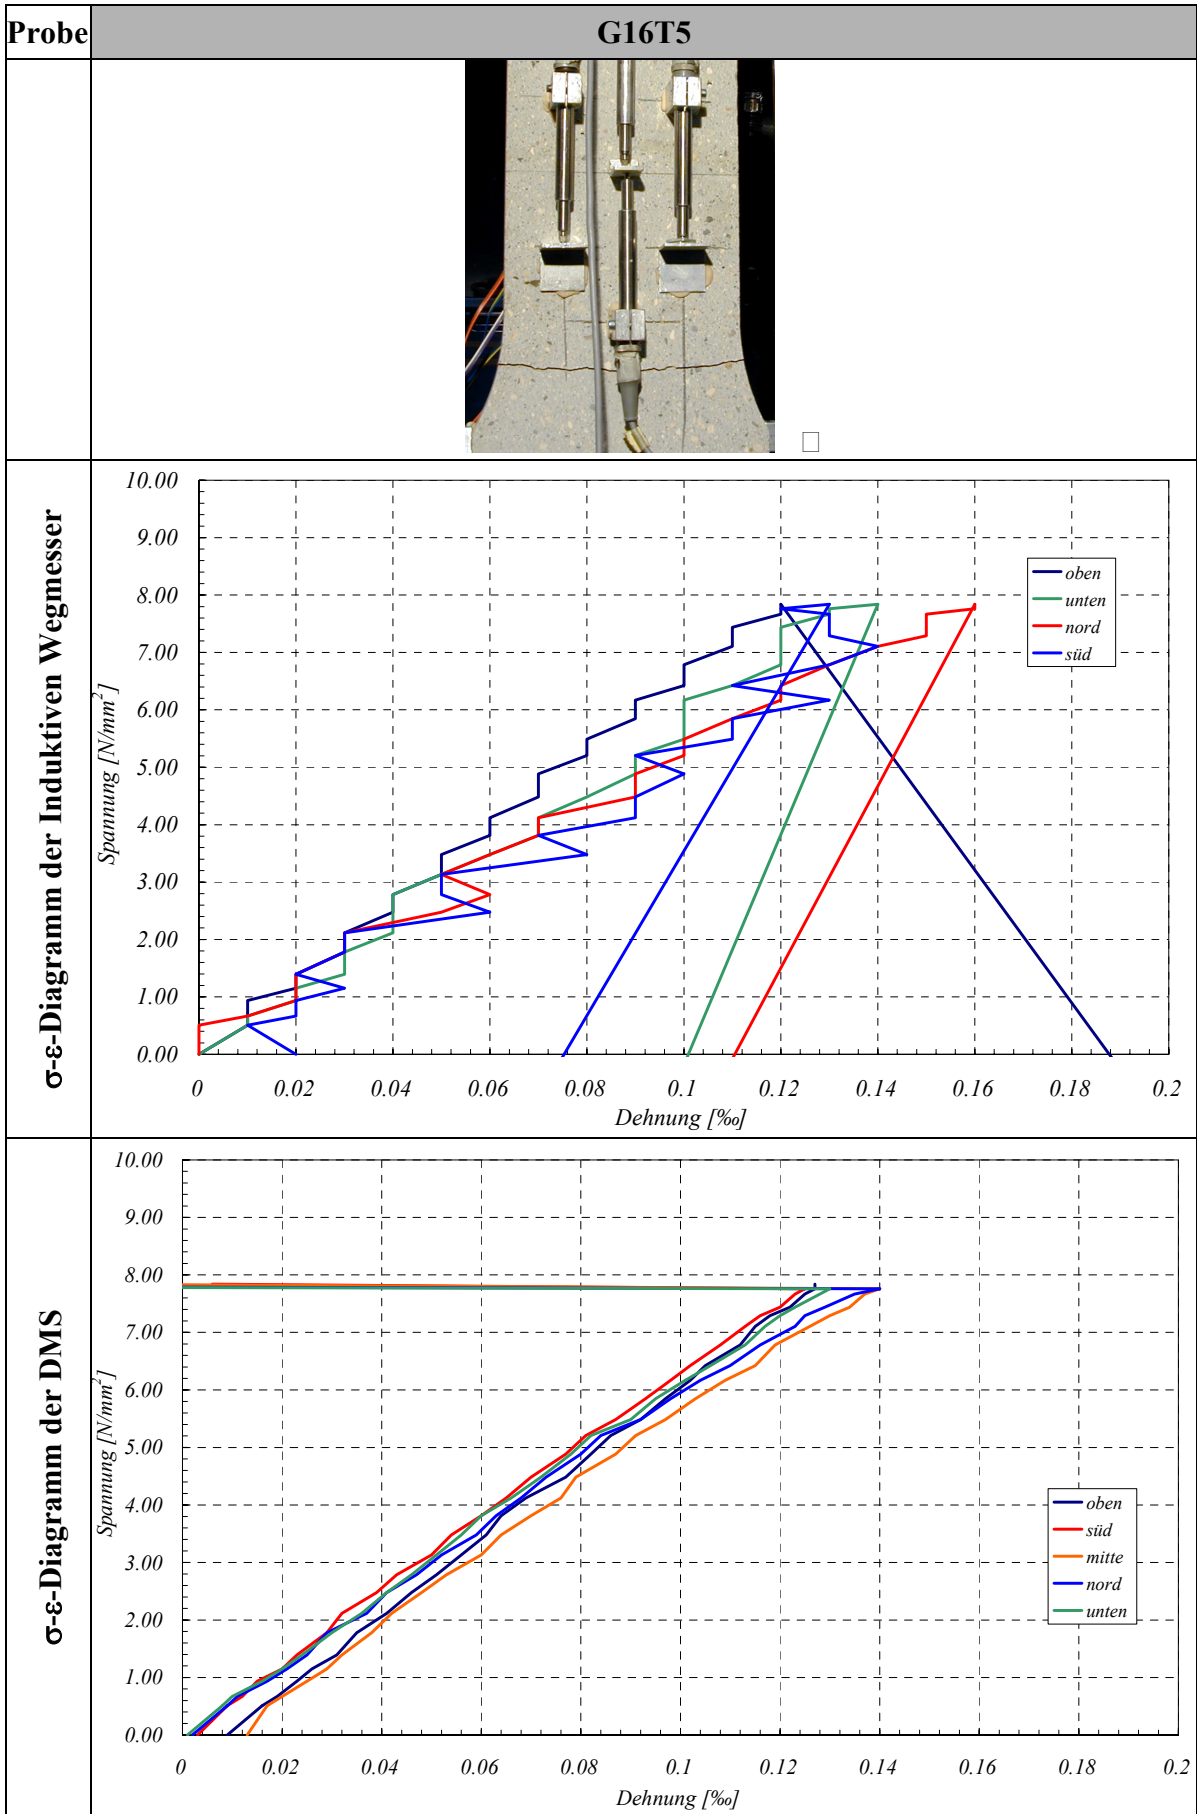 Probe
G16T5
σ-ε-Diagramm der Induktiven Wegmesser
Spannung [N/mm²]
10.00
9.00
8.00
7.00
6.00
5.00
4.00
3.00
2.00
1.00
0.00
0 0.02 0.04 0.06 0.08 0.1 0.12 0.14 0.16 0.18 0.2
Dehnung [‰]
oben
unten
nord
süd
σ-ε-Diagramm der DMS
Spannung [N/mm²]
10.00
9.00
8.00
7.00
6.00
5.00
4.00
3.00
2.00
1.00
0.00
0 0.02 0.04 0.06 0.08 0.1 0.12 0.14 0.16 0.18 0.2
Dehnung [‰]
oben
süd
mitte
nord
unten